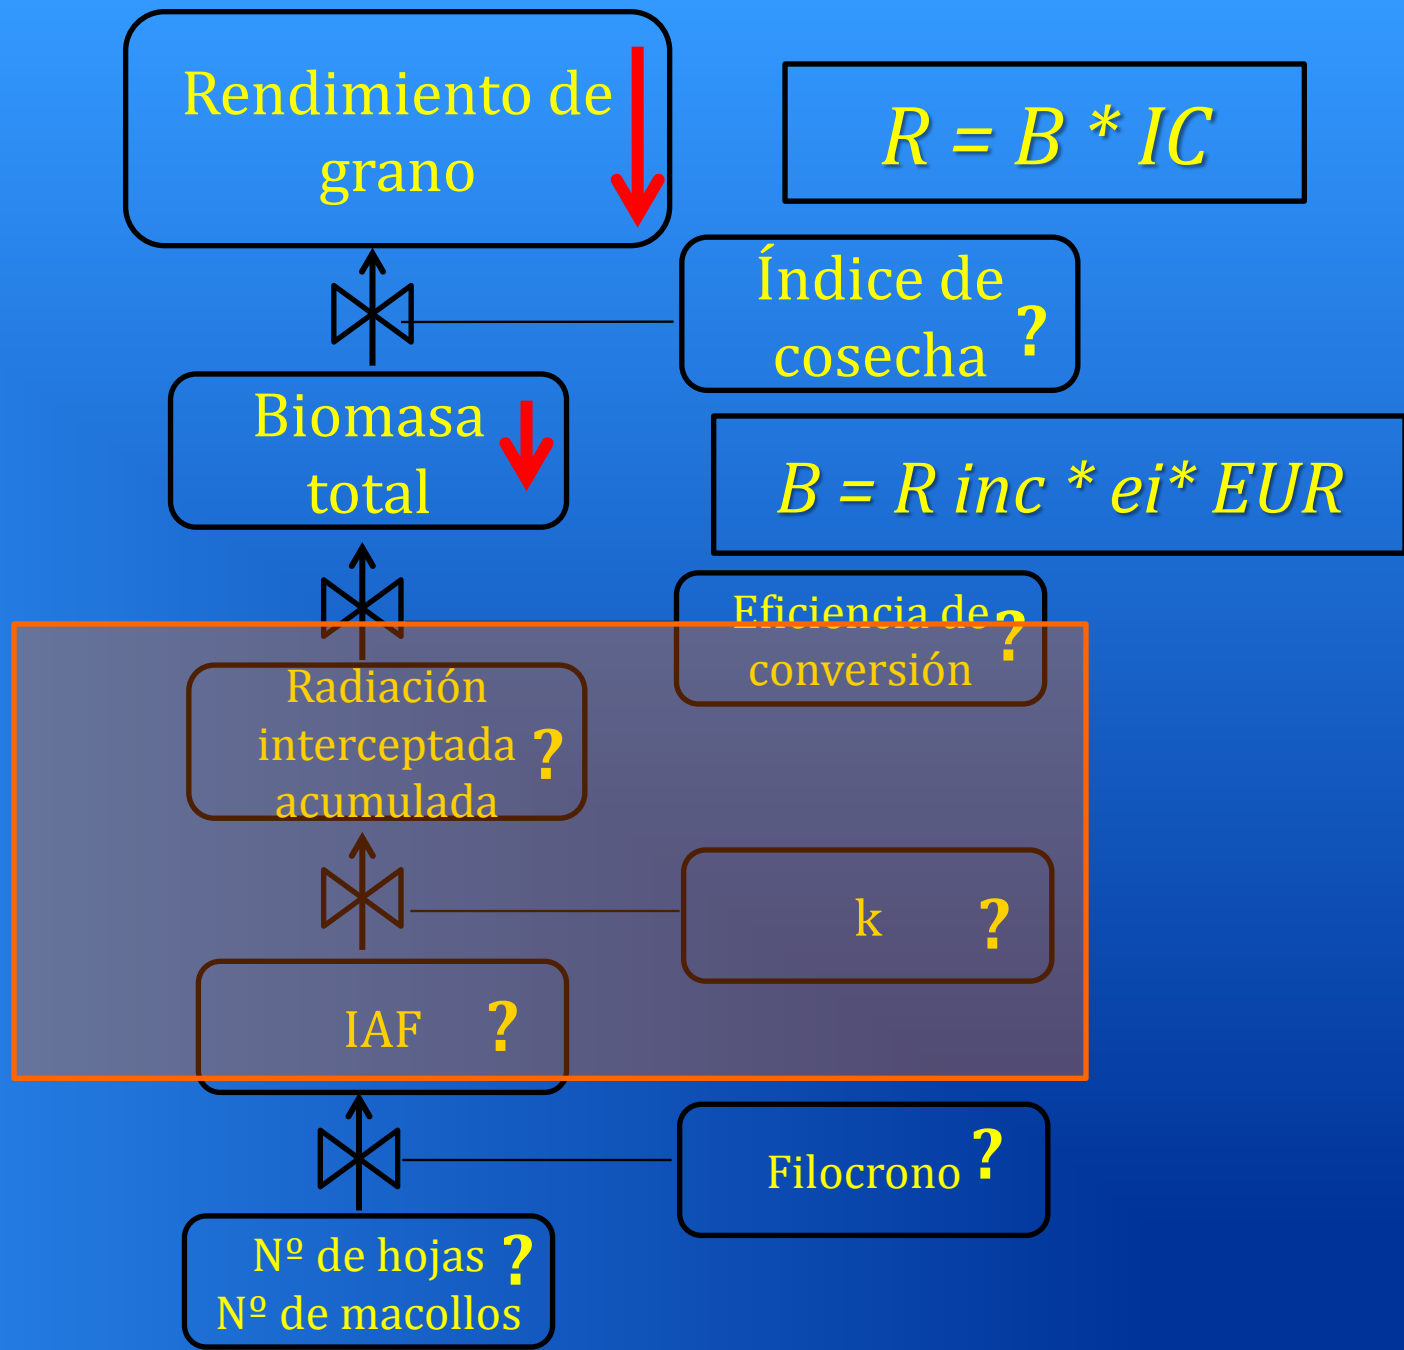 Rendimiento de
grano
R = B * IC
Índice de
cosecha ?
Biomasa
total
B = R inc * ei* EUR
Eficiencia de
conversión ?
Radiación
interceptada ?
acumulada
k ?
IAF ?
Filocrono ?
Nº de hojas ?
Nº de macollos